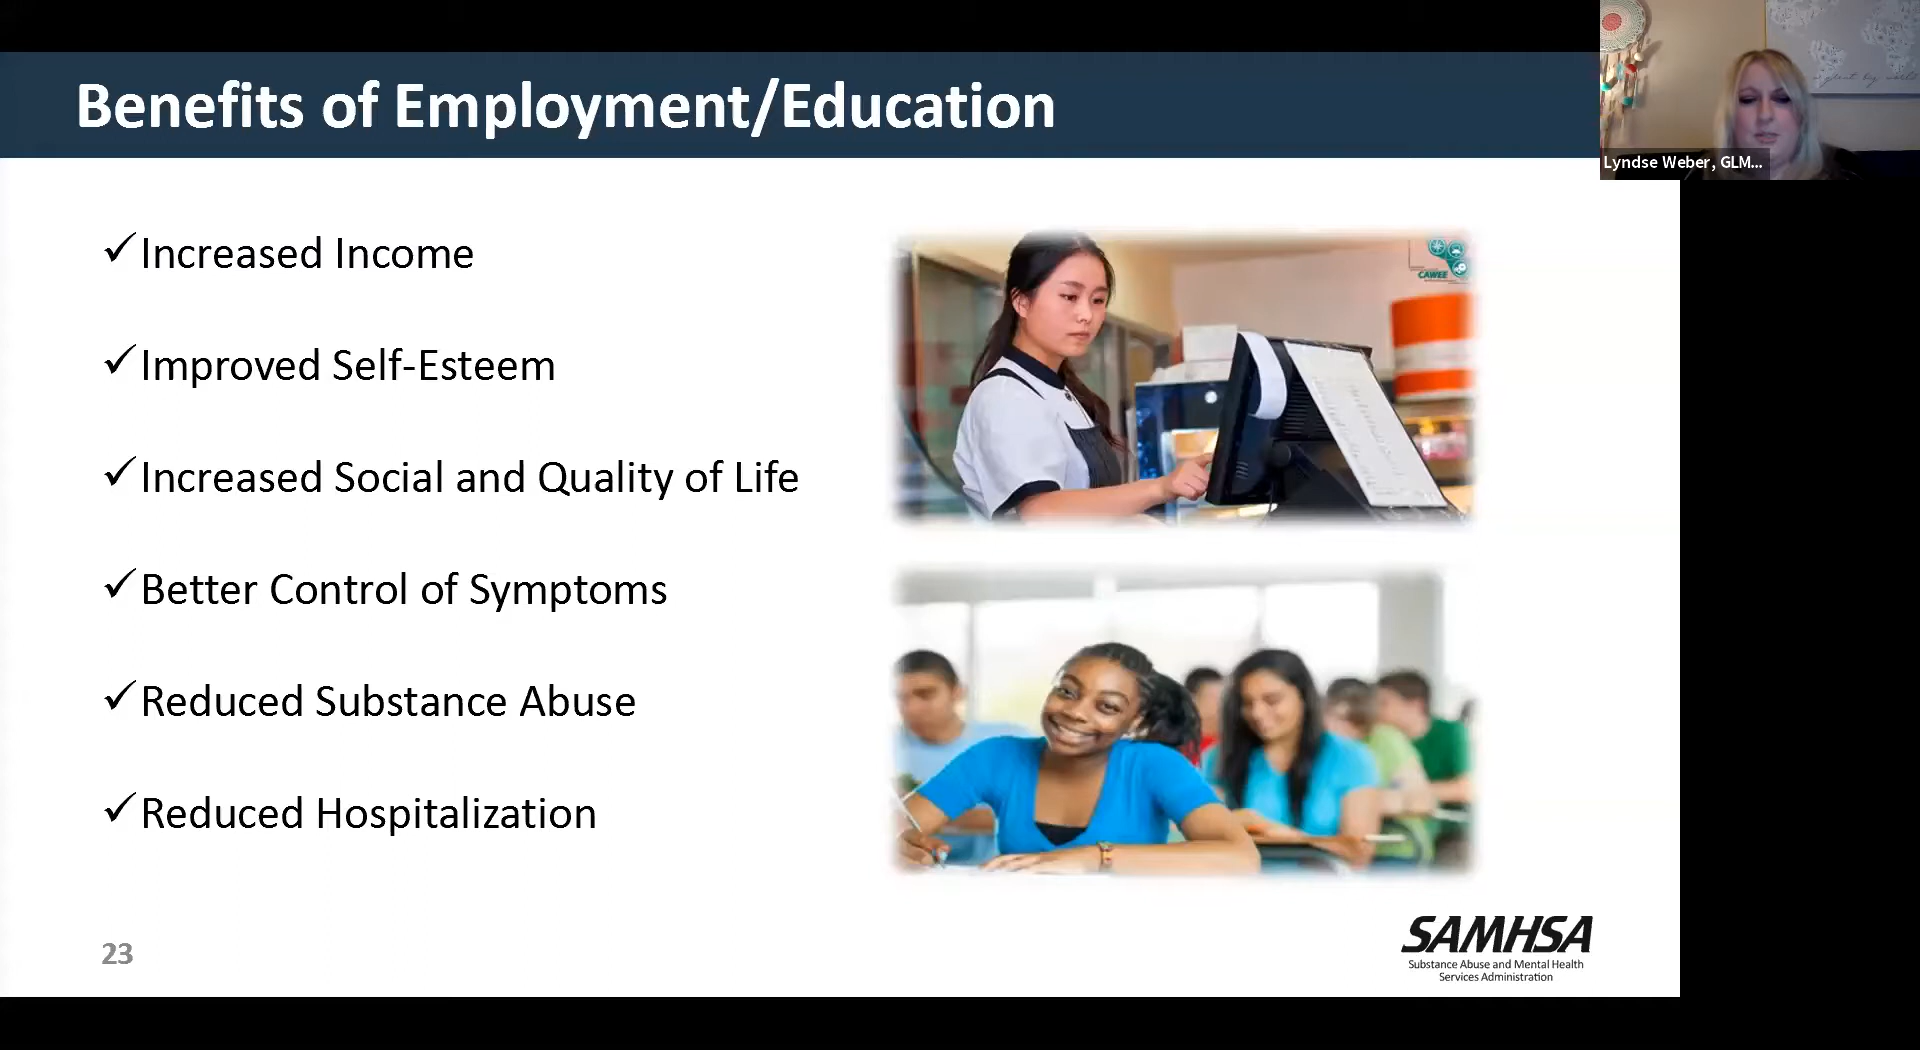 Benefits of Employment/Education
Lyndse Weber, GLM...
Increased Income
Improved Self-Esteem
Increased Social and Quality of Life
Better Control of Symptoms
Reduced Substance Abuse
Reduced Hospitalization
CAWEE
23
SAMHSA
Substance Abuse and Mental Health
Services Administration